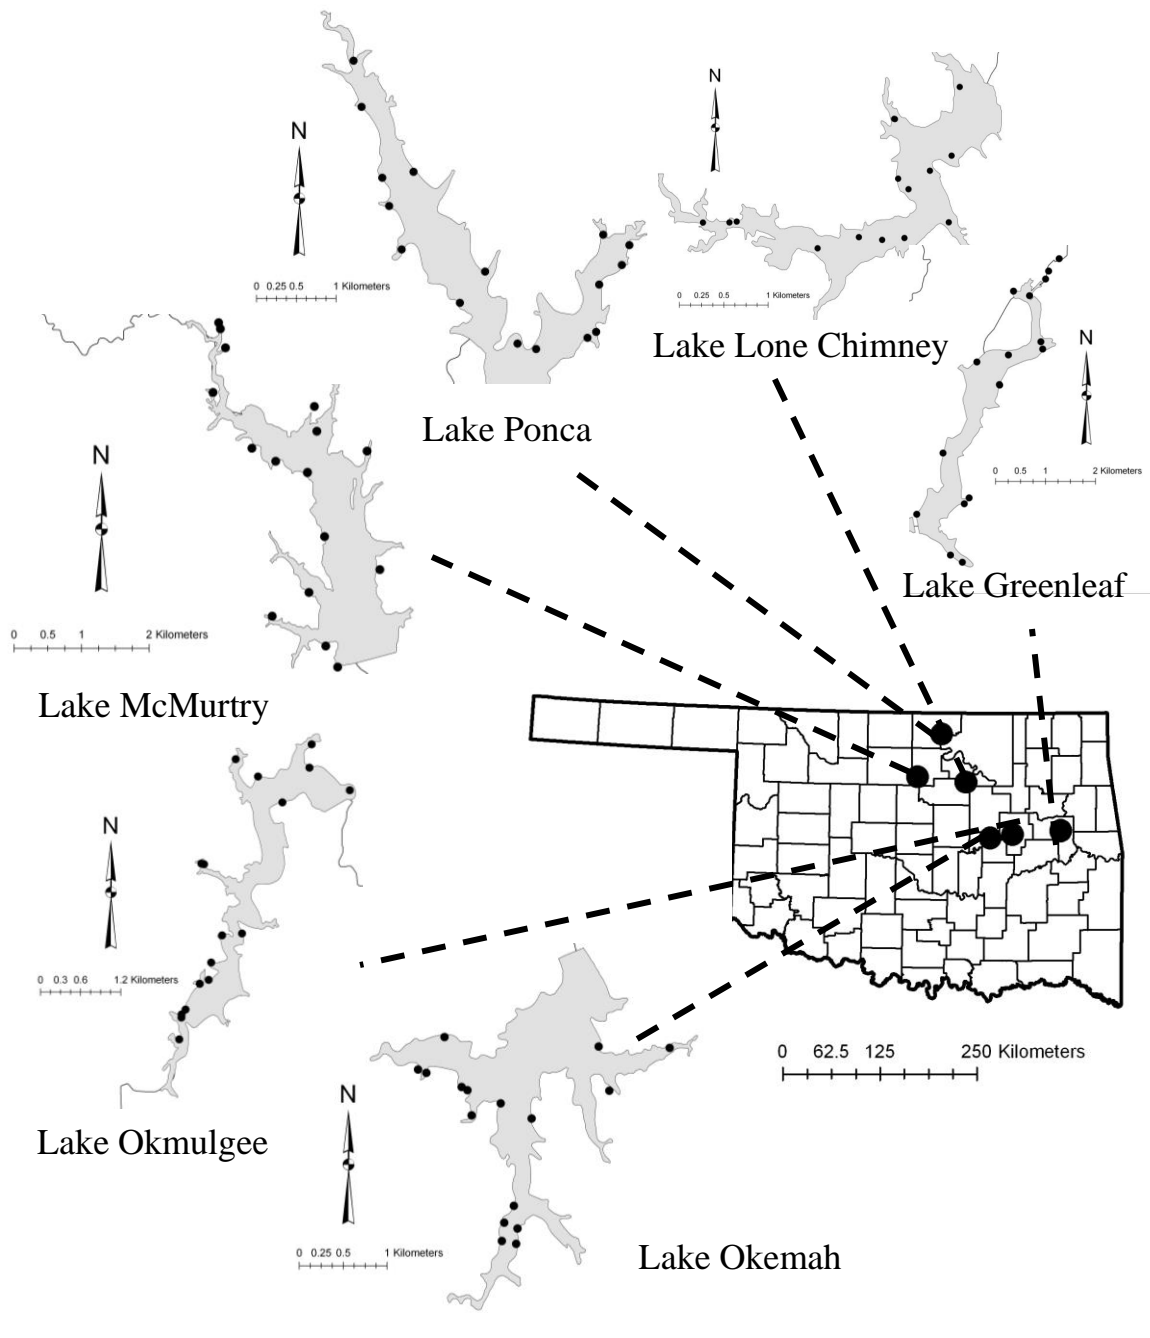 N
0 0.25 0.5 1 Kilometers
Lake Ponca
N
0 0.25 0.5 1 Kilometers
Lake Lone Chimney
N
0 0.5 1 2 Kilometers
Lake Greenleaf
N
0 0.5 1 2 Kilometers
Lake McMurtry
N
0 0.3 0.6 1.2 Kilometers
Lake Okmulgee
N
0 0.25 0.5 1 Kilometers
Lake Okemah
0 62.5 125 250 Kilometers